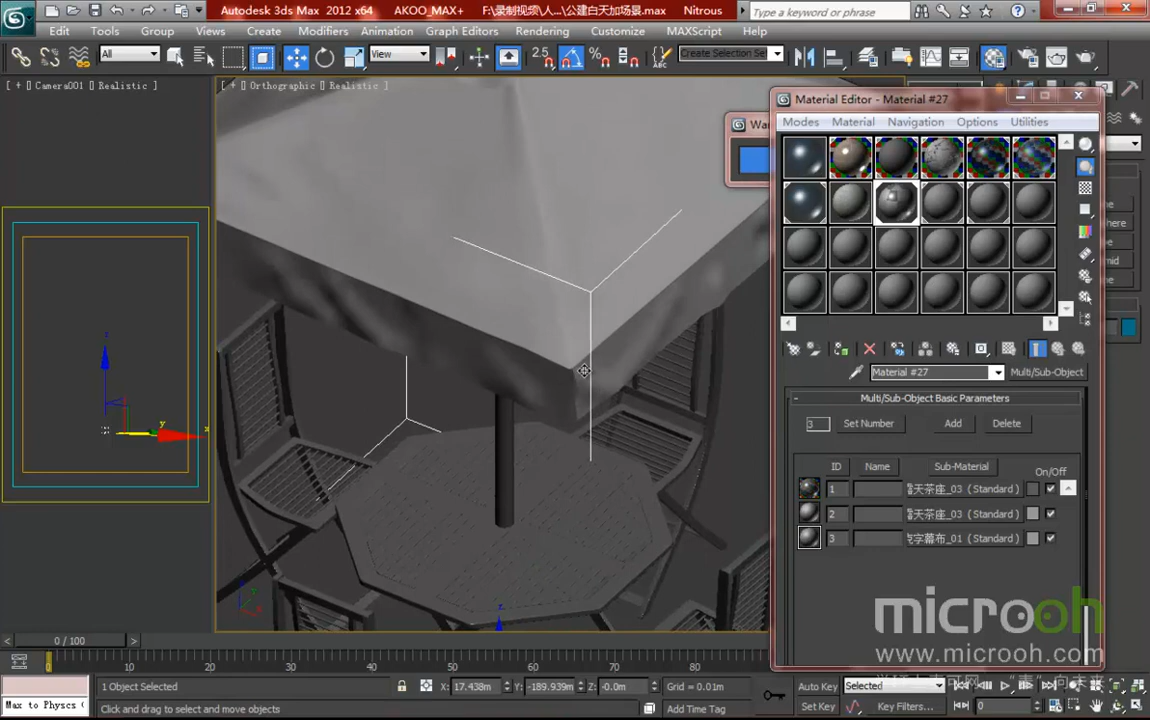 Autodesk 3ds Max 2012 x64 AKOO_MAX+ F:\录制视频\人...\公建白天加场景.max Nitrous
Type a keyword or phrase
Edit Tools Group Views Create Modifiers Animation Graph Editors Rendering Customize MAXScript Help
All View 2.5 Create Selection Set
[ + ][ Camera001 ][ Realistic ]
[ + ][ Orthographic ][ Realistic ]
Material Editor - Material #27
Modes Material Navigation Options Utilities
Material #27 Multi/Sub-Object
Multi/Sub-Object Basic Parameters
3 Set Number Add Delete
ID Name Sub-Material On/Off
1 天茶座_03 ( Standard )
2 天茶座_03 ( Standard )
3 字幕布_01 ( Standard )
microoh
www.microoh.com
0 / 100
0 10 20 30 40 50 60 70 80
1 Object Selected X: 17.438m Y: -189.939m Z: -0.0m Grid = 0.01m Auto Key Selected
Max to Physcs ( Click and drag to select and move objects Add Time Tag Set Key Key Filters... 0